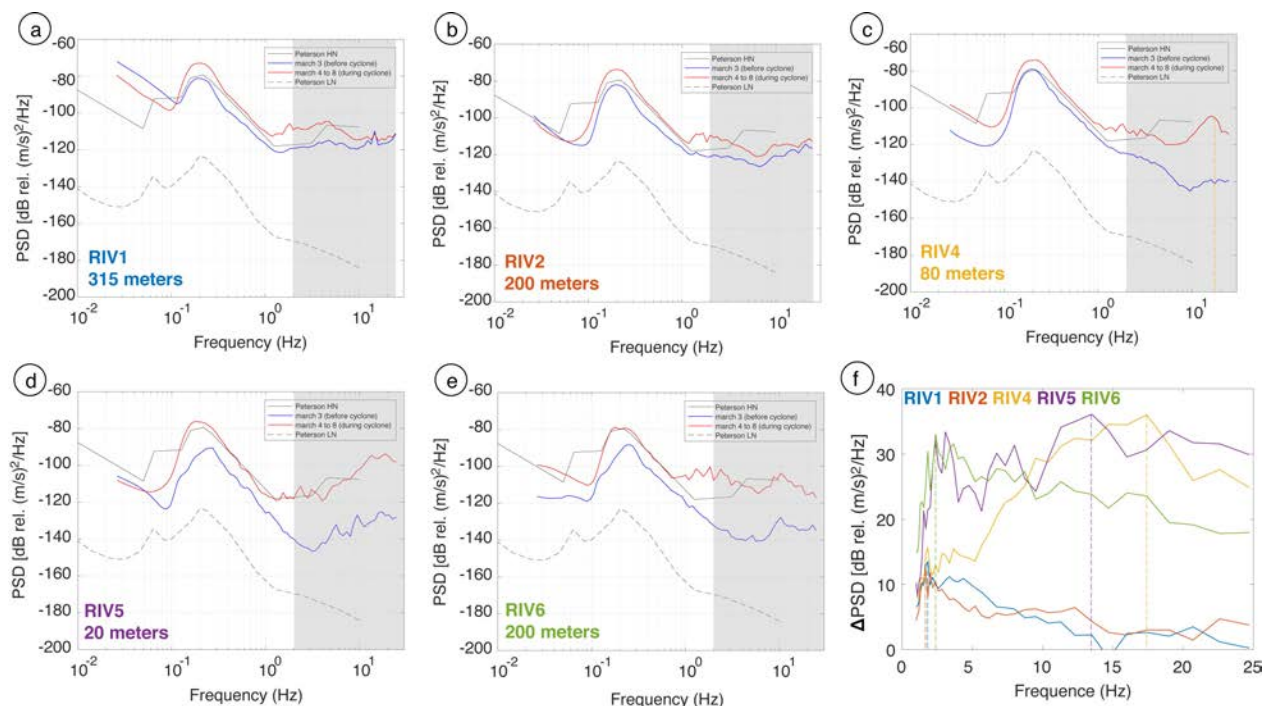 a
-60
-80
-100
-120
-140
-160
-180
-200
PSD [dB rel. (m/s)²/Hz]
Peterson HN
march 3 (before cyclone)
march 4 to 8 (during cyclone)
Peterson LN
RIV1
315 meters
10⁻² 10⁻¹ 10⁰ 10¹
Frequency (Hz)
b
-60
-80
-100
-120
-140
-160
-180
-200
PSD [dB rel. (m/s)²/Hz]
Peterson HN
march 3 (before cyclone)
march 4 to 8 (during cyclone)
Peterson LN
RIV2
200 meters
10⁻² 10⁻¹ 10⁰ 10¹
Frequency (Hz)
c
-60
-80
-100
-120
-140
-160
-180
-200
PSD [dB rel. (m/s)²/Hz]
Peterson HN
march 3 (before cyclone)
march 4 to 8 (during cyclone)
Peterson LN
RIV4
80 meters
10⁻² 10⁻¹ 10⁰ 10¹
Frequency (Hz)
d
-60
-80
-100
-120
-140
-160
-180
-200
PSD [dB rel. (m/s)²/Hz]
Peterson HN
march 3 (before cyclone)
march 4 to 8 (during cyclone)
Peterson LN
RIV5
20 meters
10⁻² 10⁻¹ 10⁰ 10¹
Frequency (Hz)
e
-60
-80
-100
-120
-140
-160
-180
-200
PSD [dB rel. (m/s)²/Hz]
Peterson HN
march 3 (before cyclone)
march 4 to 8 (during cyclone)
Peterson LN
RIV6
200 meters
10⁻² 10⁻¹ 10⁰ 10¹
Frequency (Hz)
f
40
30
20
10
0
ΔPSD [dB rel. (m/s)²/Hz]
RIV1 RIV2 RIV4 RIV5 RIV6
0 5 10 15 20 25
Frequence (Hz)